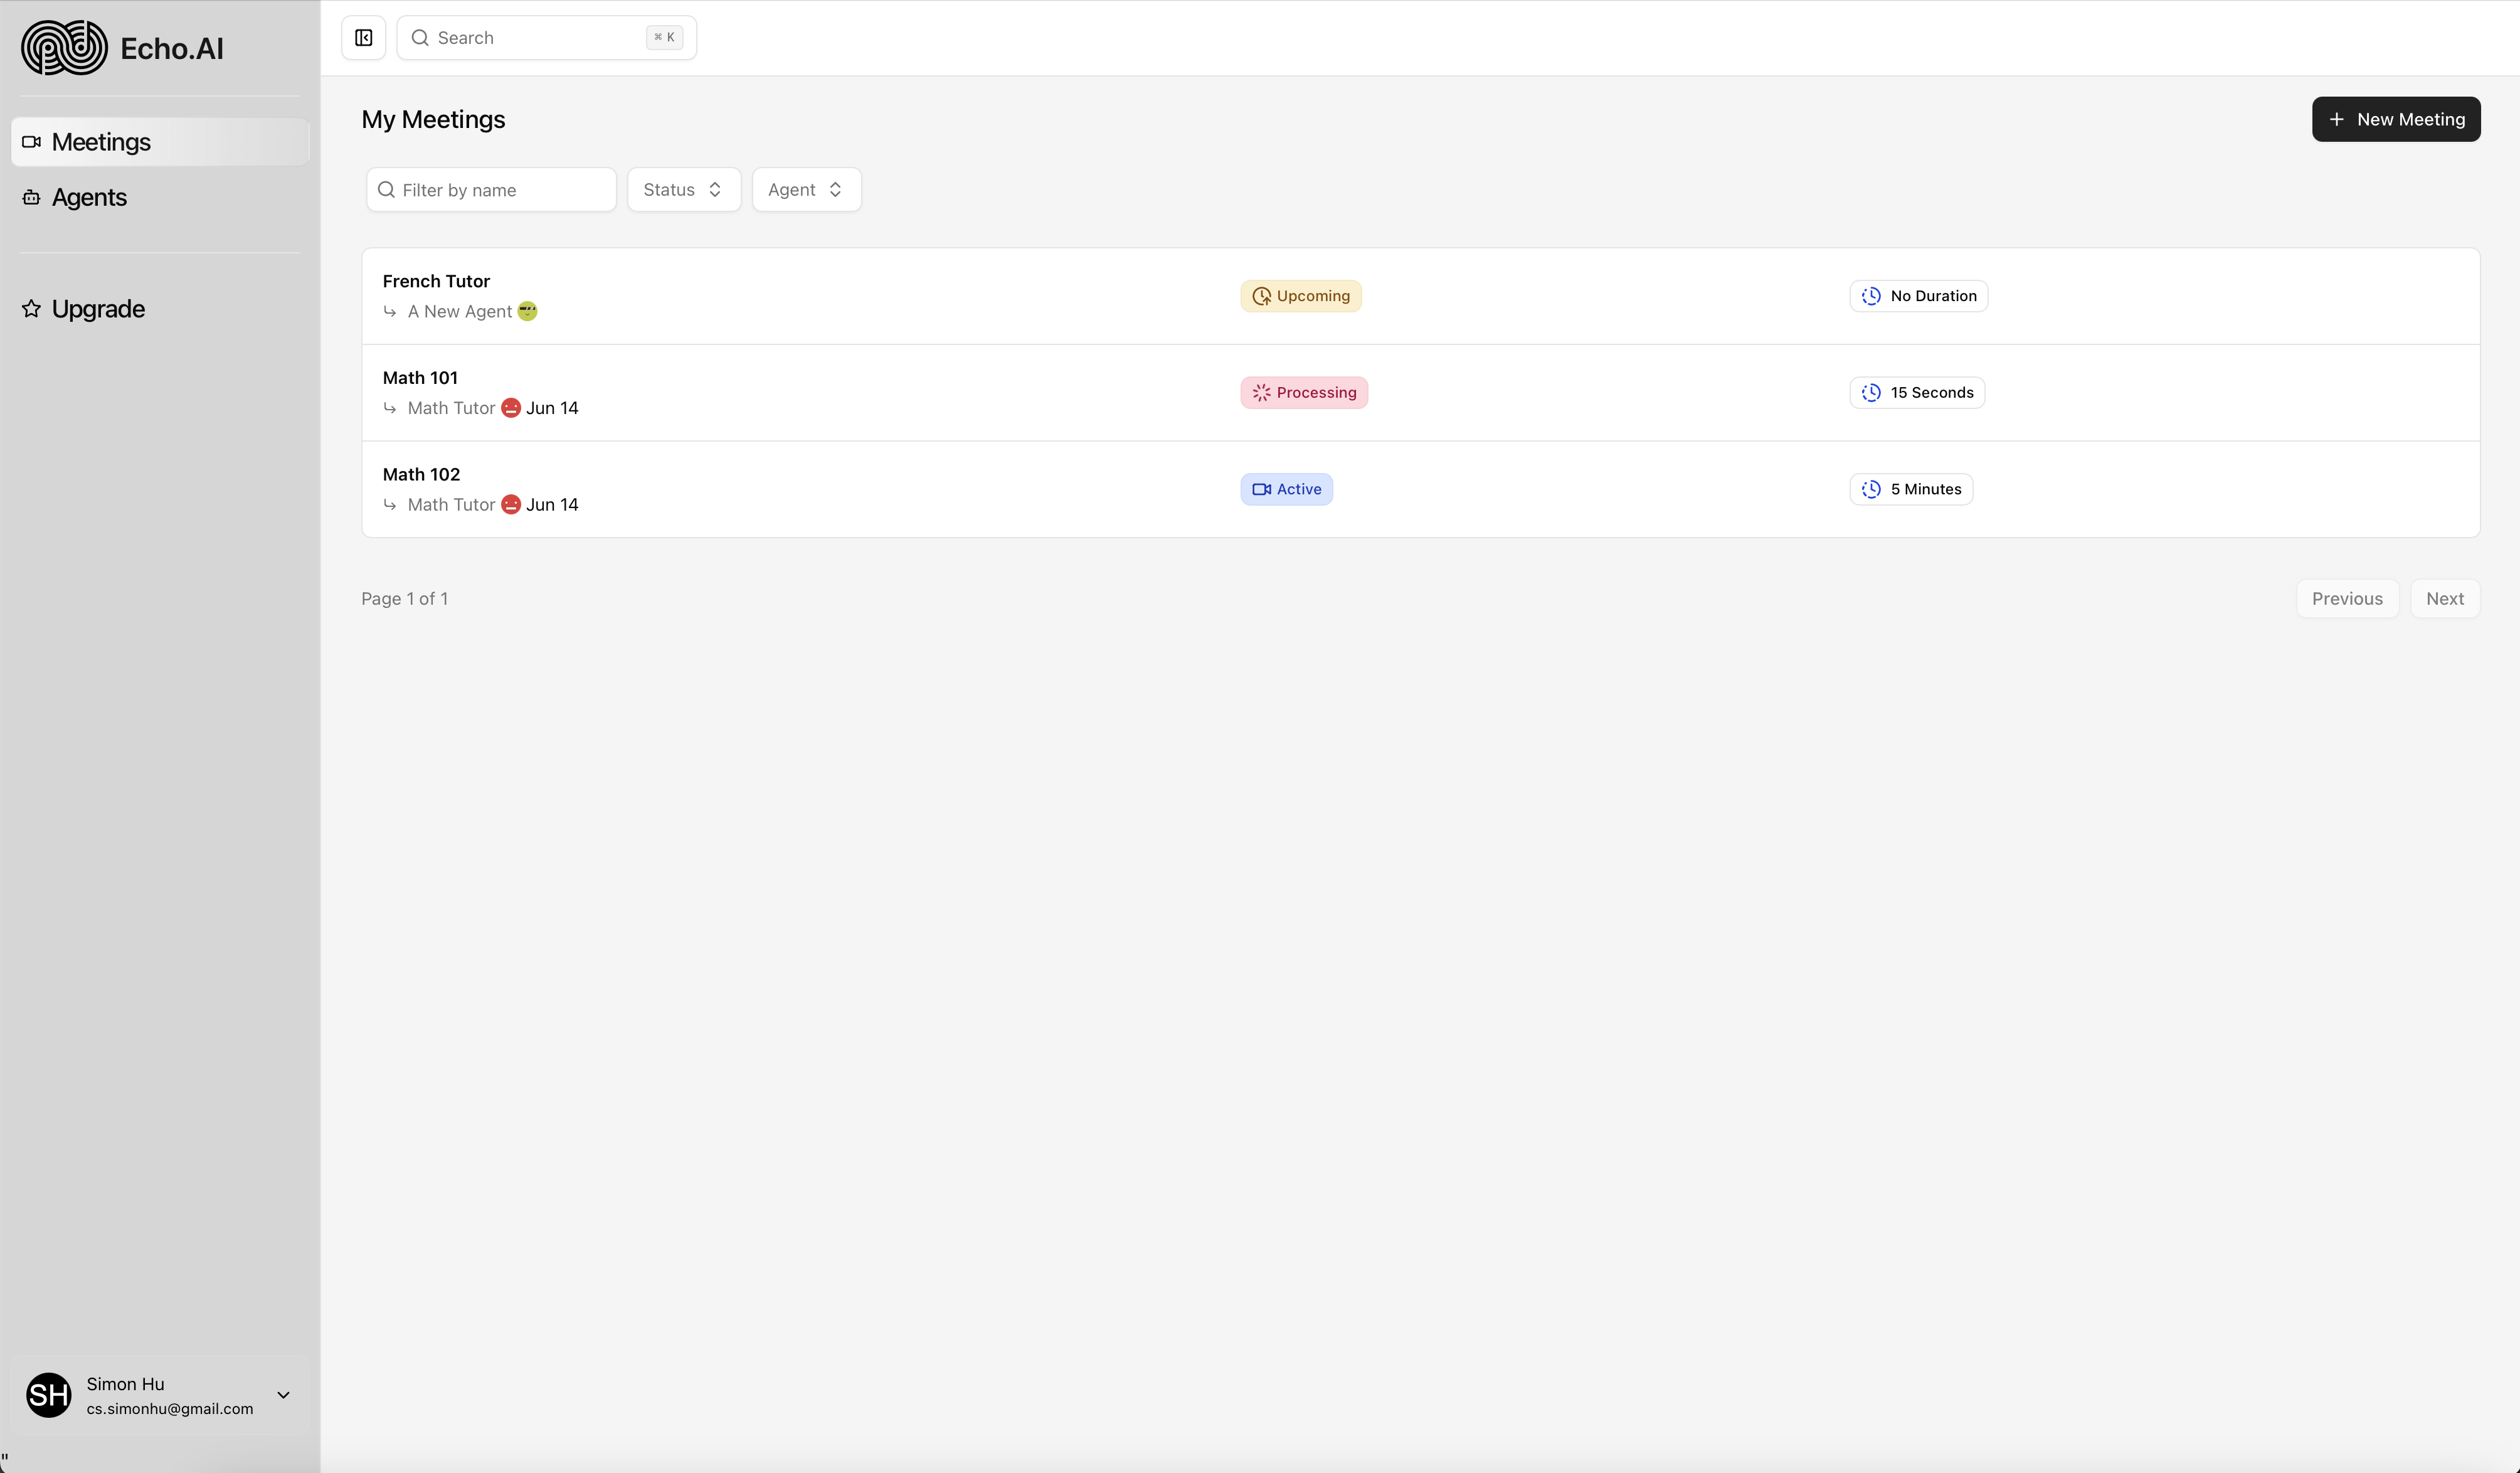 Echo.AI
Search
⌘ K
Meetings
Agents
Upgrade
My Meetings
New Meeting
Filter by name
Status
Agent
French Tutor
A New Agent
Upcoming
No Duration
Math 101
Math Tutor Jun 14
Processing
15 Seconds
Math 102
Math Tutor Jun 14
Active
5 Minutes
Page 1 of 1
Previous
Next
SH
Simon Hu
cs.simonhu@gmail.com
"